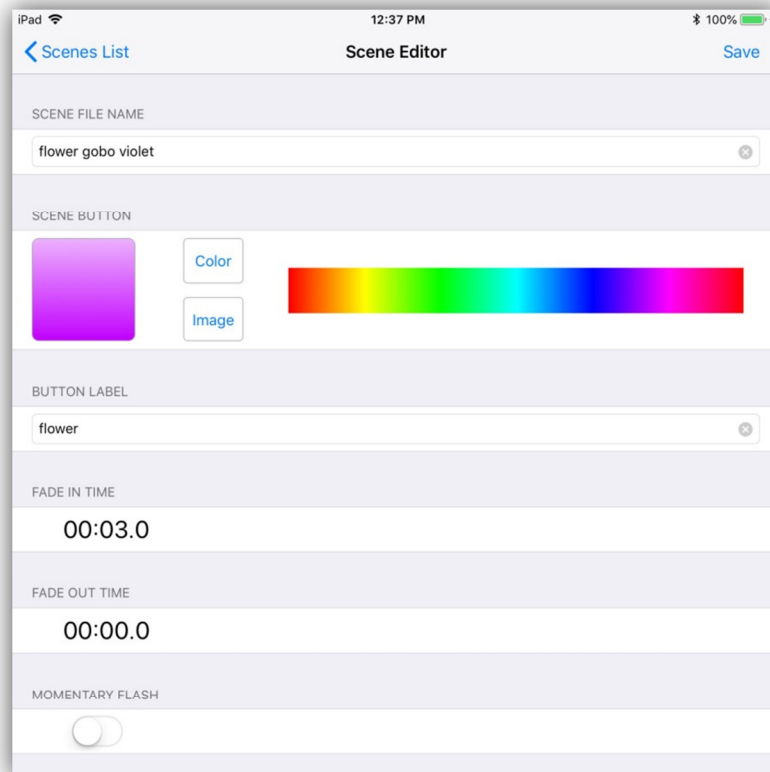 iPad 12:37 PM 100%
Scenes List Scene Editor Save
SCENE FILE NAME
flower gobo violet
SCENE BUTTON
Color
Image
BUTTON LABEL
flower
FADE IN TIME
00:03.0
FADE OUT TIME
00:00.0
MOMENTARY FLASH